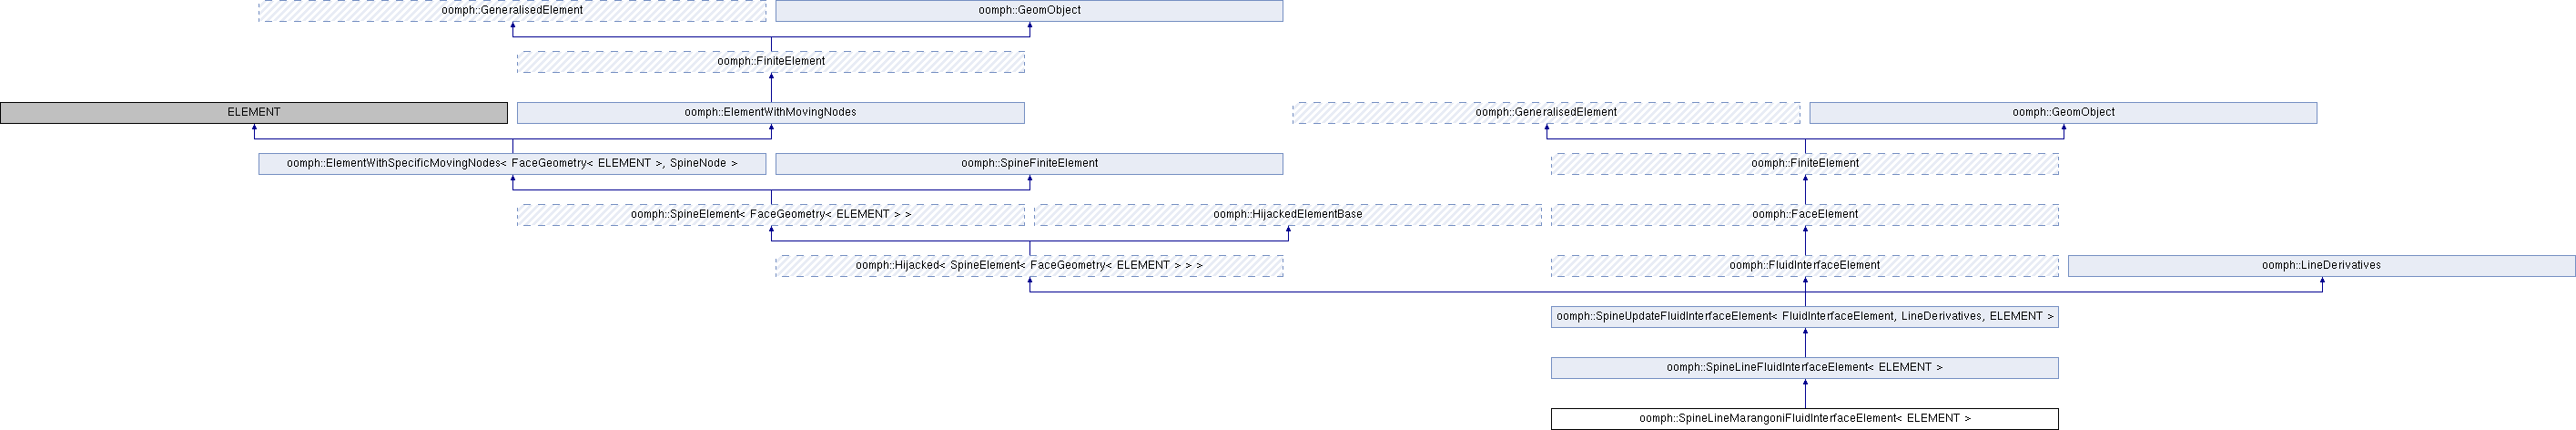 oomph::GeneralisedElement
oomph::GeomObject
oomph::FiniteElement
ELEMENT
oomph::ElementWithMovingNodes
oomph::GeneralisedElement
oomph::GeomObject
oomph::ElementWithSpecificMovingNodes< FaceGeometry< ELEMENT >, SpineNode >
oomph::SpineFiniteElement
oomph::FiniteElement
oomph::SpineElement< FaceGeometry< ELEMENT > >
oomph::HijackedElementBase
oomph::FaceElement
oomph::Hijacked< SpineElement< FaceGeometry< ELEMENT > > >
oomph::FluidInterfaceElement
oomph::LineDerivatives
oomph::SpineUpdateFluidInterfaceElement< FluidInterfaceElement, LineDerivatives, ELEMENT >
oomph::SpineLineFluidInterfaceElement< ELEMENT >
oomph::SpineLineMarangoniFluidInterfaceElement< ELEMENT >